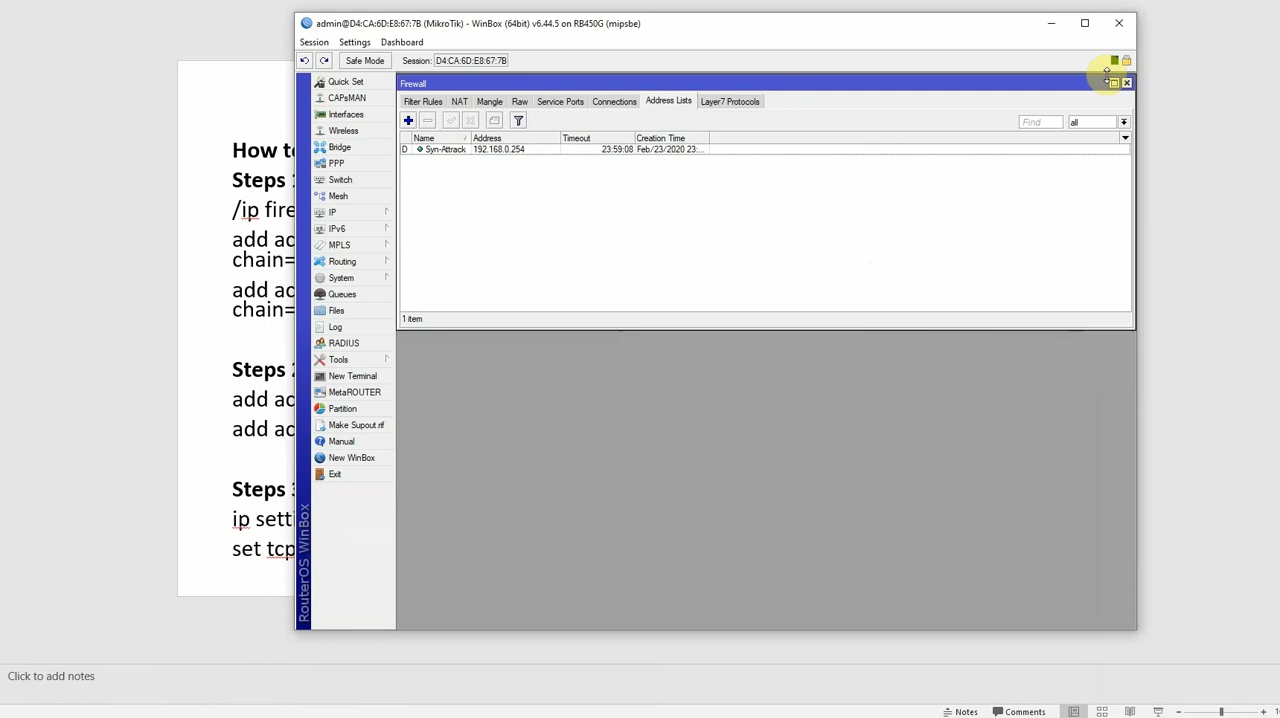 admin@D4:CA:6D:E8:67:7B (MikroTik) - WinBox (64bit) v6.44.5 on RB450G (mipsbe)
Session Settings Dashboard
Safe Mode Session: D4:CA:6D:E8:67:7B
Quick Set
CAPsMAN
Interfaces
Wireless
Bridge
PPP
Switch
Mesh
IP
IPv6
MPLS
Routing
System
Queues
Files
Log
RADIUS
Tools
New Terminal
MetaROUTER
Partition
Make Supout.rif
Manual
New WinBox
Exit
RouterOS WinBox
Firewall
Filter Rules NAT Mangle Raw Service Ports Connections Address Lists Layer7 Protocols
Find all
Name Address Timeout Creation Time
D Syn-Attrack 192.168.0.254 23:59:08 Feb/23/2020 23:...
1 item
How t
Steps
/ip fire
add ac
chain=
add ac
chain=
Steps
add ac
add ac
Steps
ip setti
set tcp
Click to add notes
Notes Comments